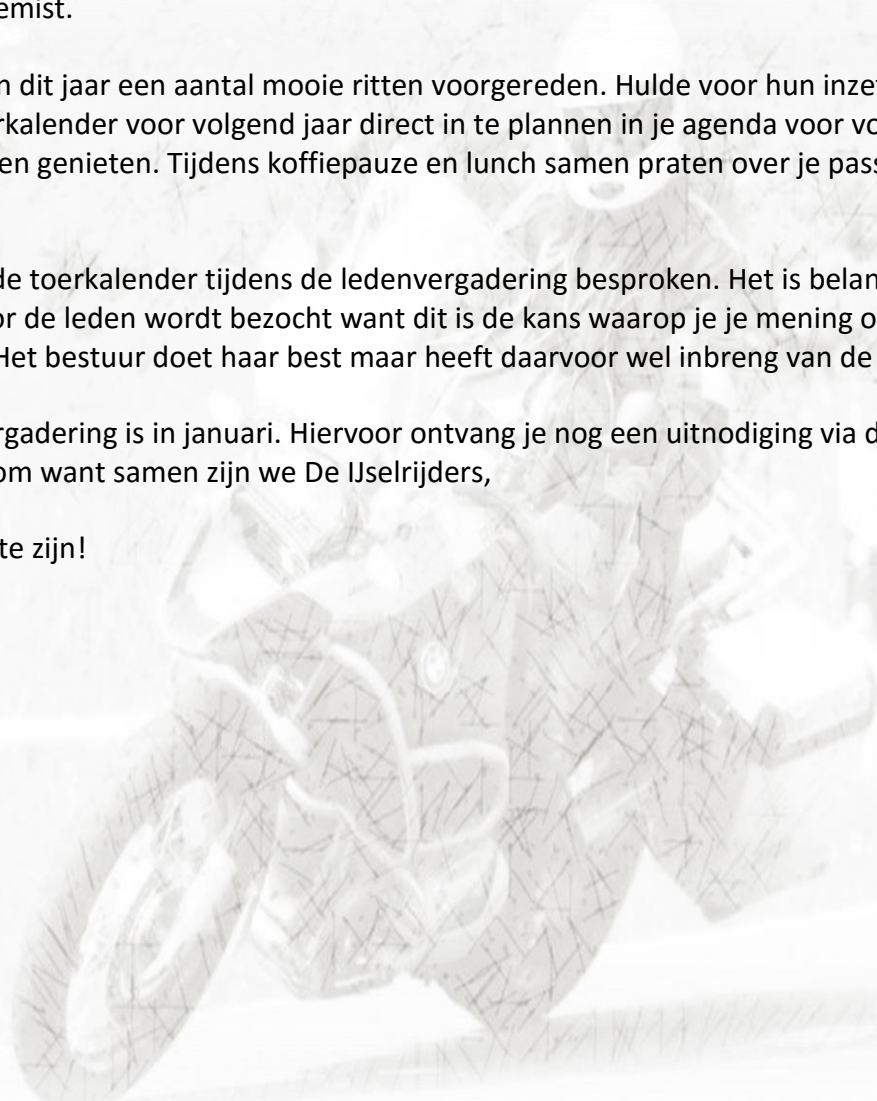 emist.
n dit jaar een aantal mooie ritten voorgereden. Hulde voor hun inzet
rkalender voor volgend jaar direct in te plannen in je agenda voor vo
en genieten. Tijdens koffiepauze en lunch samen praten over je pass
de toerkalender tijdens de ledenvergadering besproken. Het is belan
or de leden wordt bezocht want dit is de kans waarop je je mening o
Het bestuur doet haar best maar heeft daarvoor wel inbreng van de
rgadering is in januari. Hiervoor ontvang je nog een uitnodiging via d
om want samen zijn we De IJselrijders,
te zijn!